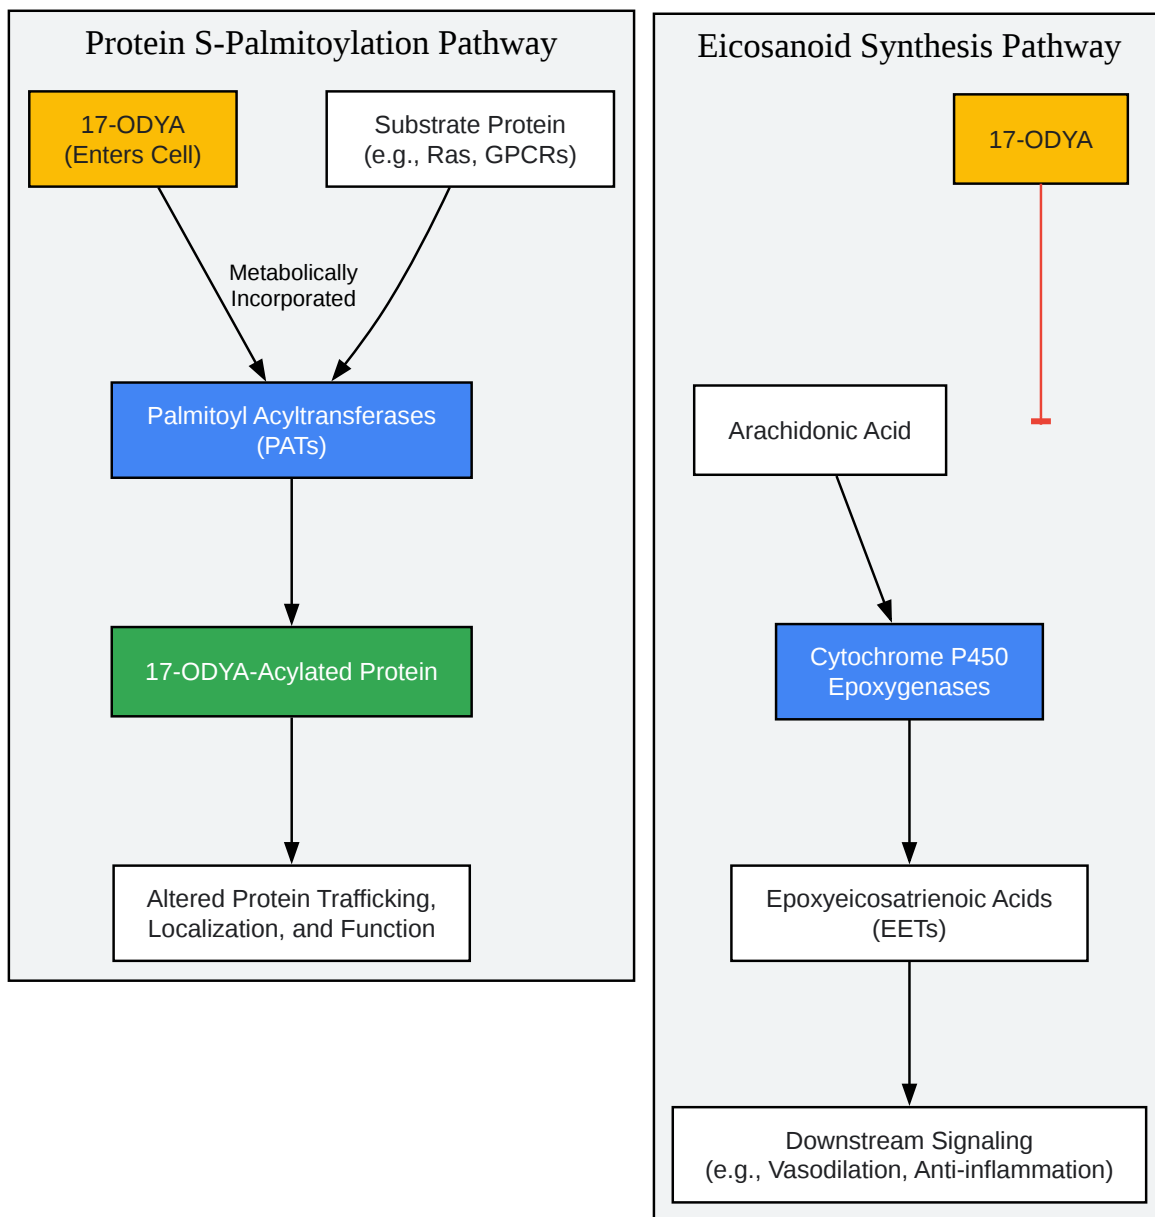 Protein S-Palmitoylation Pathway
17-ODYA
(Enters Cell)
Substrate Protein
(e.g., Ras, GPCRs)
Metabolically
Incorporated
Palmitoyl Acyltransferases
(PATs)
17-ODYA-Acylated Protein
Altered Protein Trafficking,
Localization, and Function
Eicosanoid Synthesis Pathway
17-ODYA
Arachidonic Acid
Cytochrome P450
Epoxygenases
Epoxyeicosatrienoic Acids
(EETs)
Downstream Signaling
(e.g., Vasodilation, Anti-inflammation)